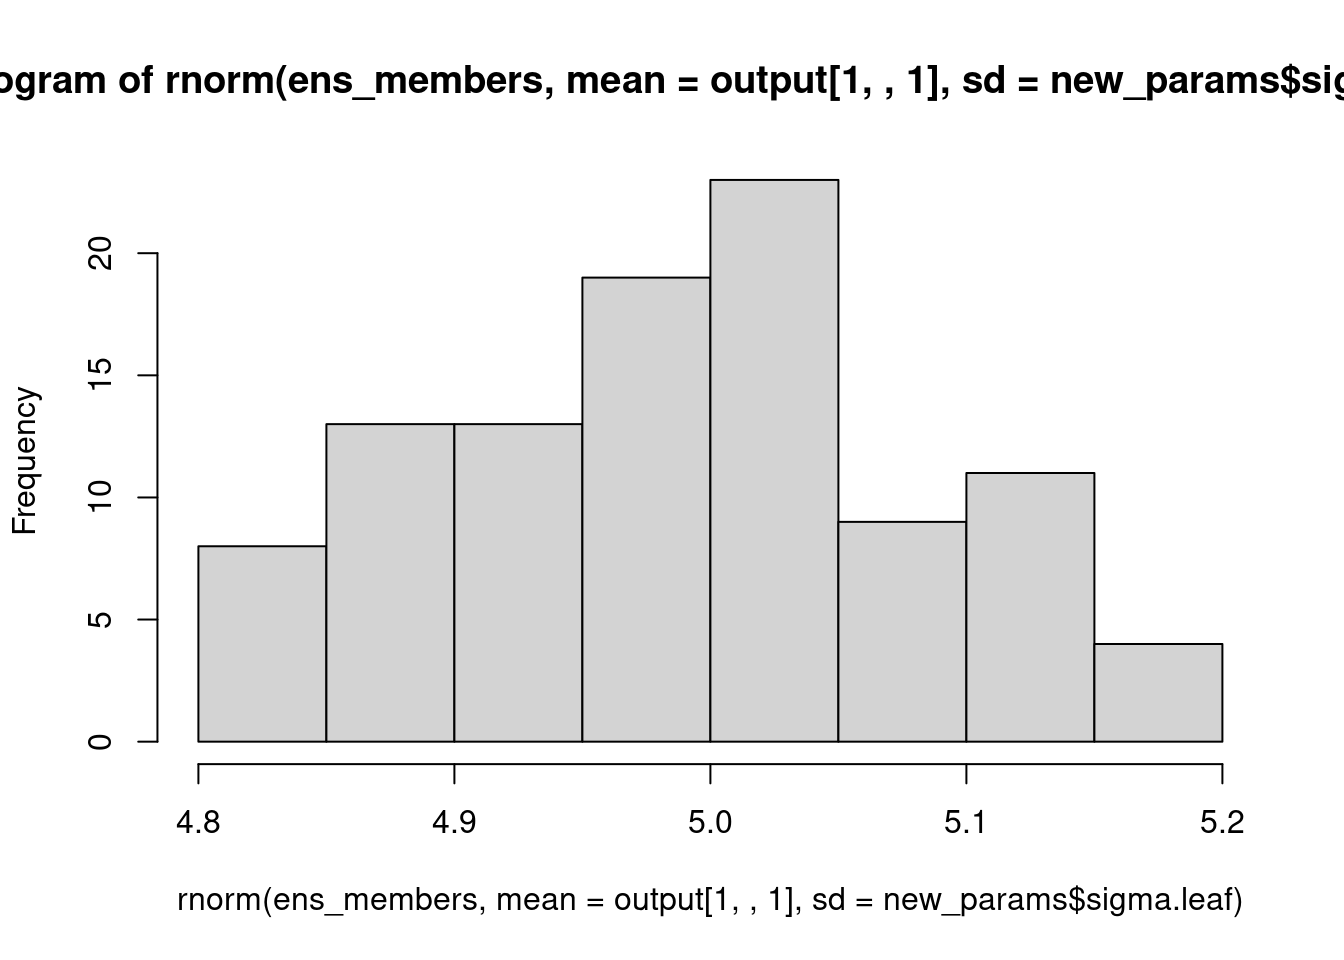 ogram of rnorm(ens_members, mean = output[1, , 1], sd = new_params$sig
Frequency
20
15
10
5
0
4.8 4.9 5.0 5.1 5.2
rnorm(ens_members, mean = output[1, , 1], sd = new_params$sigma.leaf)